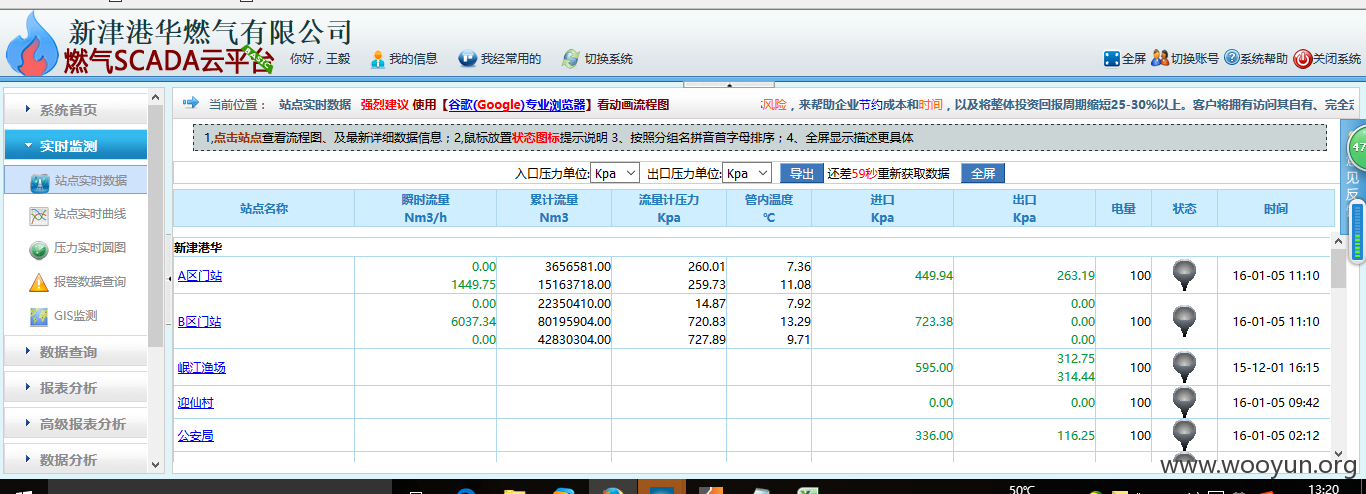 新津港华燃气有限公司
燃气SCADA云平台 BASIC 你好，王毅 我的信息 我经常用的 切换系统 全屏 切换账号 系统帮助 关闭系统
系统首页
实时监测
站点实时数据
站点实时曲线
压力实时圆图
报警数据查询
GIS监测
数据查询
报表分析
高级报表分析
数据分析
当前位置： 站点实时数据 强烈建议 使用【谷歌(Google)专业浏览器】看动画流程图 风险，来帮助企业节约成本和时间，以及将整体投资回报周期缩短25-30%以上。客户将拥有访问其自有、完全
1,点击站点查看流程图、及最新详细数据信息；2,鼠标放置状态图标提示说明 3、按照分组名拼音首字母排序；4、全屏显示描述更具体
47
见
反
入口压力单位: Kpa 出口压力单位: Kpa 导出 还差59秒重新获取数据 全屏
站点名称 瞬时流量 Nm3/h 累计流量 Nm3 流量计压力 Kpa 管内温度 ℃ 进口 Kpa 出口 Kpa 电量 状态 时间
新津港华
A区门站 0.00 3656581.00 260.01 7.36 449.94 263.19 100 16-01-05 11:10
1449.75 15163718.00 259.73 11.08
B区门站 0.00 22350410.00 14.87 7.92 723.38 0.00 100 16-01-05 11:10
6037.34 80195904.00 720.83 13.29 0.00
0.00 42830304.00 727.89 9.71 0.00
岷江渔场 595.00 312.75 100 15-12-01 16:15
314.44
迎仙村 0.00 0.00 100 16-01-05 09:42
公安局 336.00 116.25 100 16-01-05 02:12
www.wooyun.org
50℃
13:20